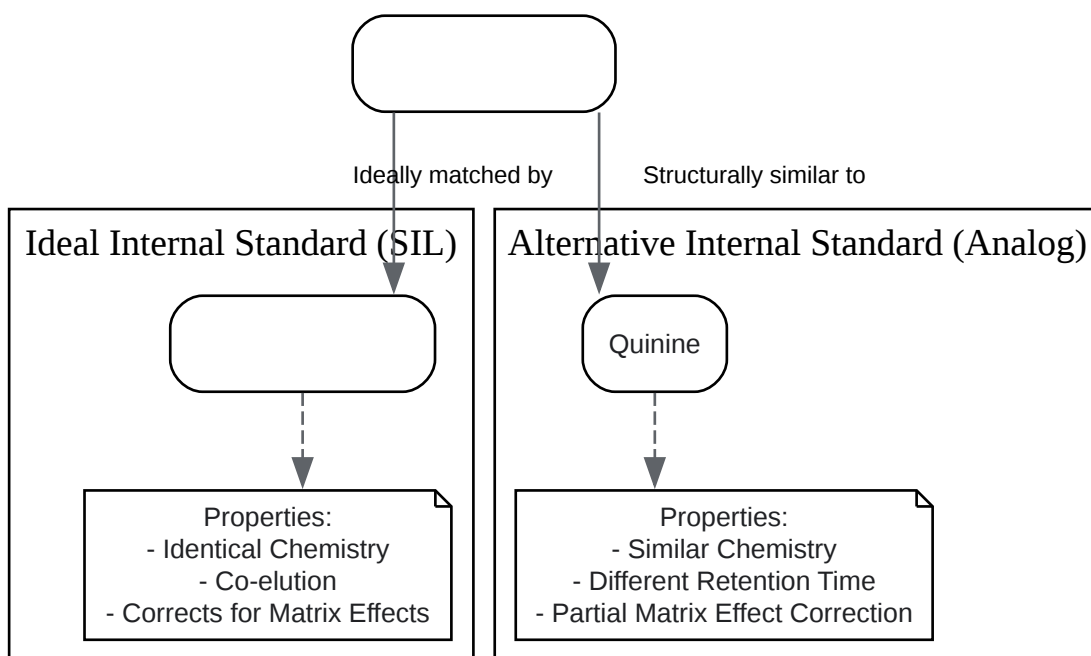 Ideally matched by
Structurally similar to
Ideal Internal Standard (SIL)
Alternative Internal Standard (Analog)
Quinine
Properties:
- Identical Chemistry
- Co-elution
- Corrects for Matrix Effects
Properties:
- Similar Chemistry
- Different Retention Time
- Partial Matrix Effect Correction